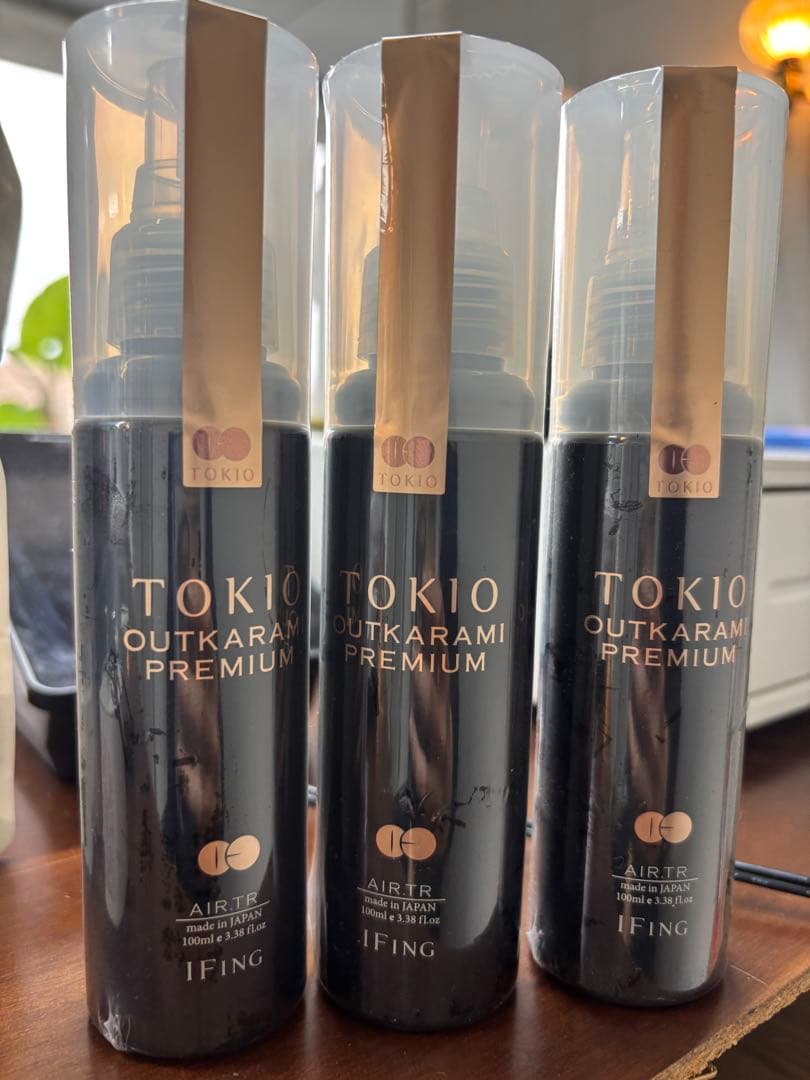 TOKIO
TOKIO
OUTKARAMI
PREMIUM
AIR.TR
made in JAPAN
100ml e 3.38 fl.oz
IFING
TOKIO
TOKIO
OUTKARAMI
PREMIUM
AIR.TR
made in JAPAN
100ml e 3.38 fl.oz
IFING
TOKIO
TOKIO
OUTKARAMI
PREMIUM
AIR.TR
made in JAPAN
100ml e 3.38 fl.oz
IFING